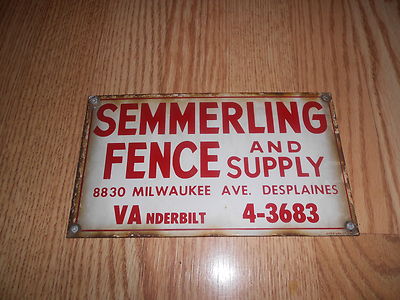 SEMMERLING
FENCE AND SUPPLY
8830 MILWAUKEE AVE. DESPLAINES
VANDERBILT 4-3683